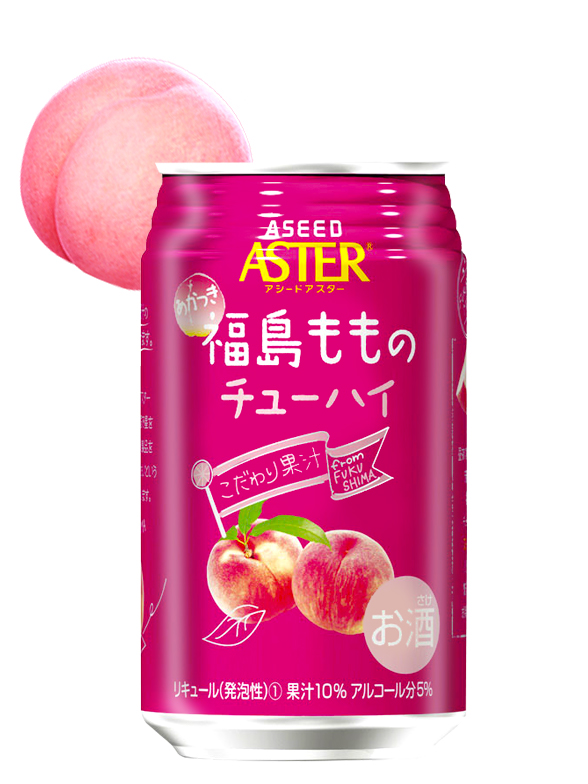 ASEED
ASTER®
アシードアスター
あかつき
福島ももの
チューハイ
こだわり果汁
from
FUKU
SHIMA
さけ
お酒
リキュール(発泡性)① 果汁10% アルコール分5%